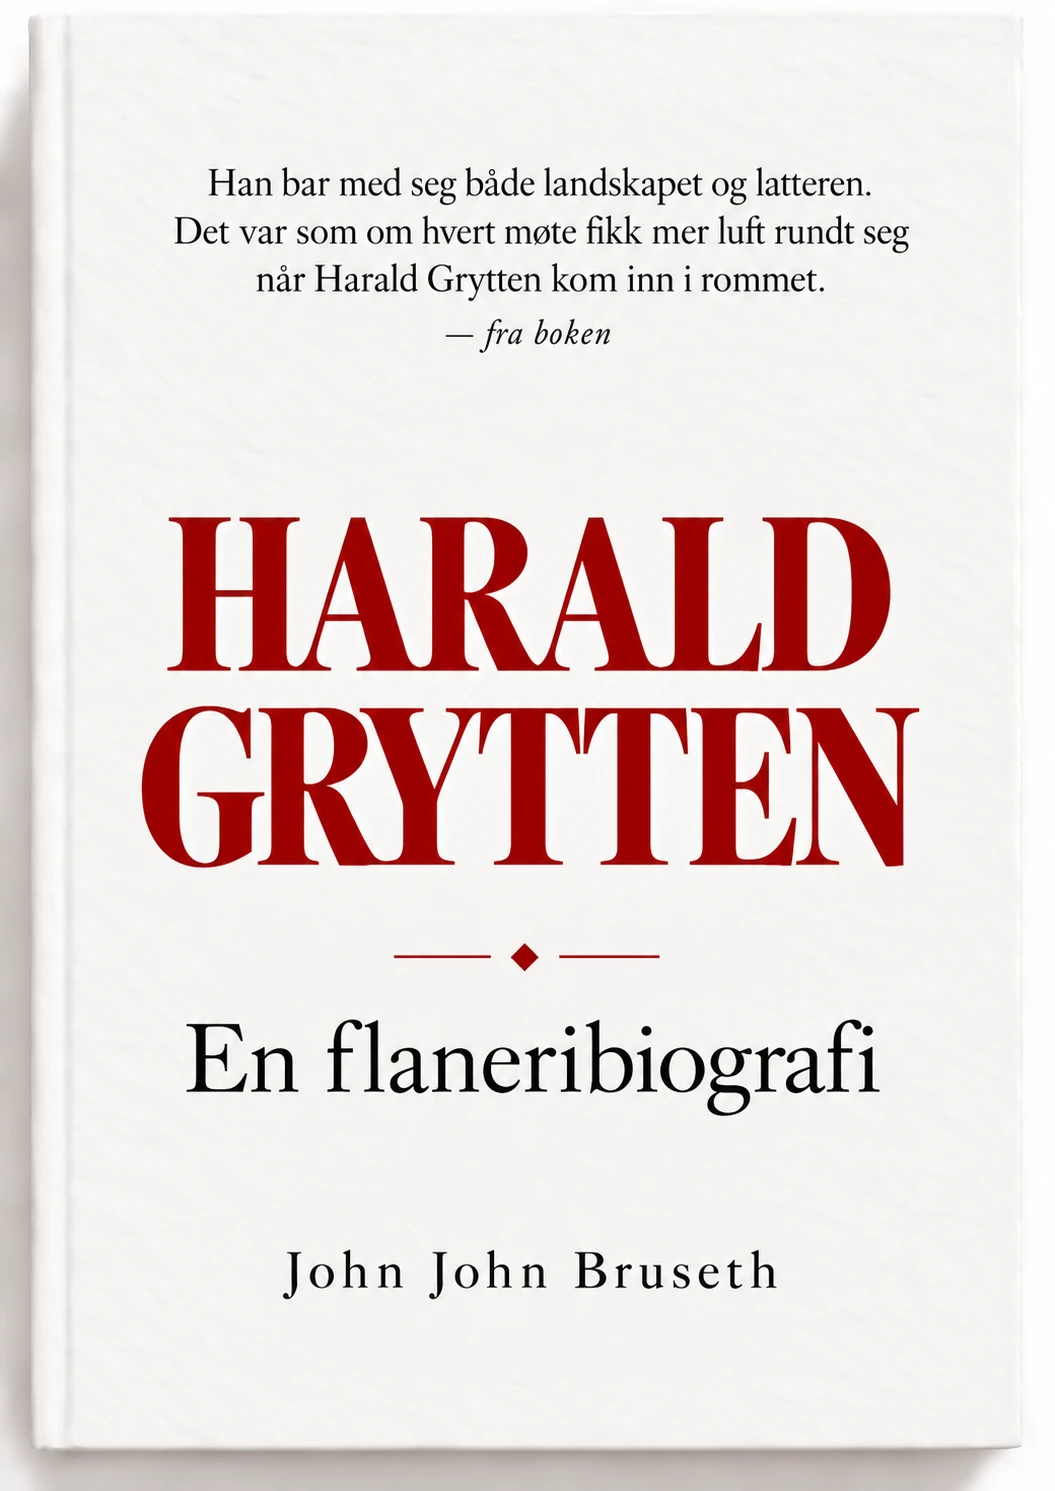 Han bar med seg både landskapet og latteren.
Det var som om hvert møte fikk mer luft rundt seg
når Harald Grytten kom inn i rommet.
— fra boken
HARALD
GRYTTEN
En flaneribiografi
John John Bruseth